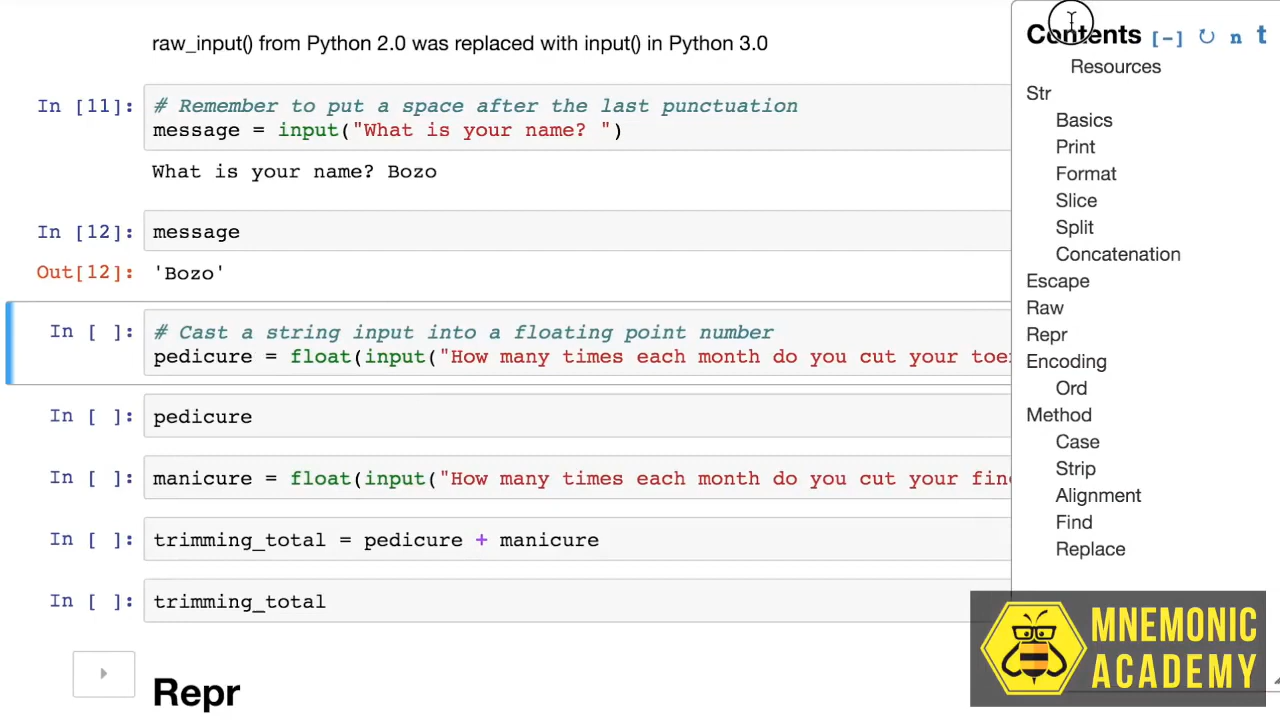 raw_input() from Python 2.0 was replaced with input() in Python 3.0
In [11]: # Remember to put a space after the last punctuation
message = input("What is your name? ")
What is your name? Bozo
In [12]: message
Out[12]: 'Bozo'
In [ ]: # Cast a string input into a floating point number
pedicure = float(input("How many times each month do you cut your
In [ ]: pedicure
In [ ]: manicure = float(input("How many times each month do you cut your
In [ ]: trimming_total = pedicure + manicure
In [ ]: trimming_total
Repr
Contents [-] ↻ n t
Resources
Str
Basics
Print
Format
Slice
Split
Concatenation
Escape
Raw
Repr
Encoding
Ord
Method
Case
Strip
Alignment
Find
Replace
MNEMONIC
ACADEMY